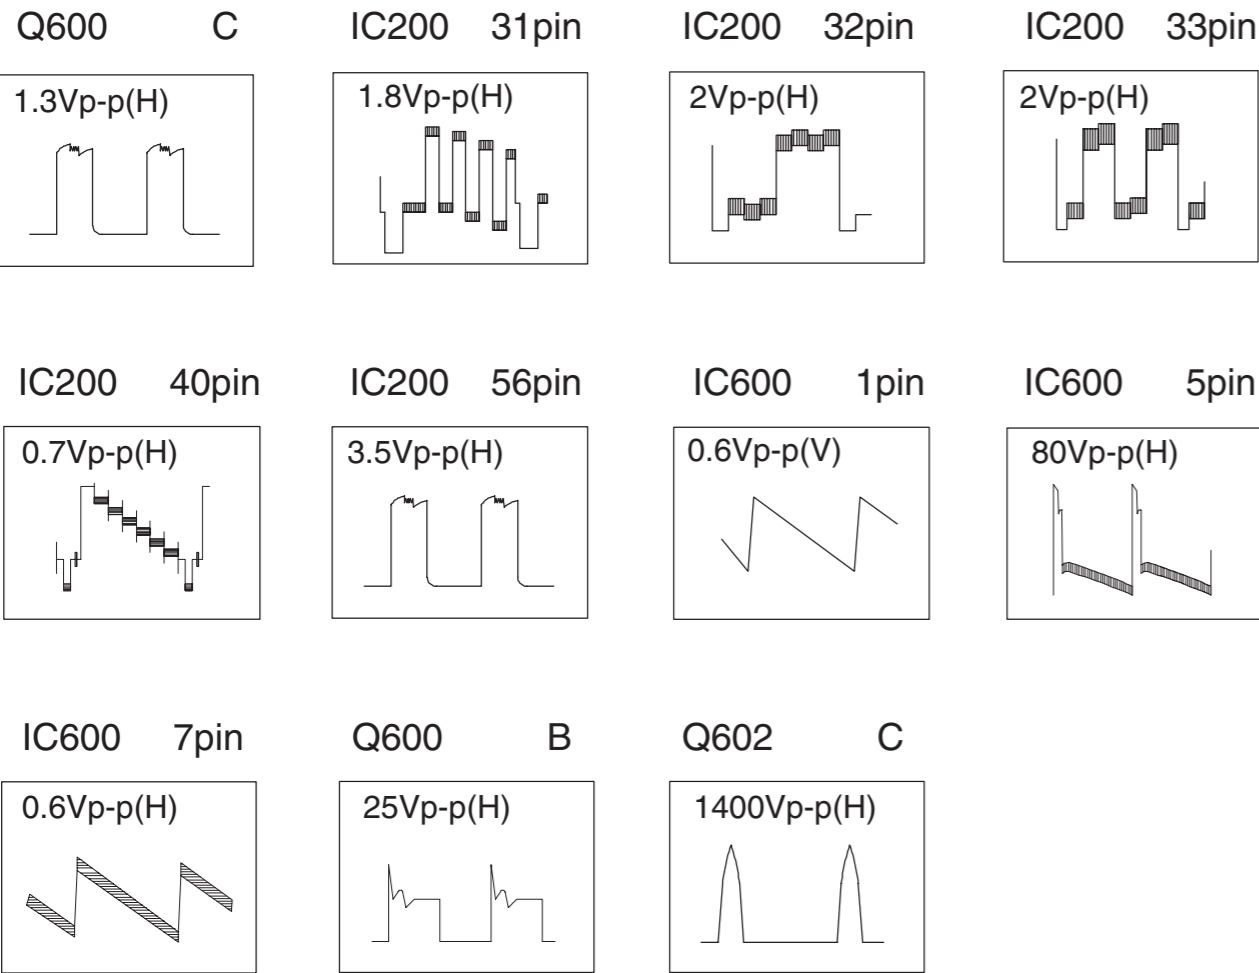 Q600 C
IC200 31pin
IC200 32pin
IC200 33pin
1.3Vp-p(H)
1.8Vp-p(H)
2Vp-p(H)
2Vp-p(H)
IC200 40pin
IC200 56pin
IC600 1pin
IC600 5pin
0.7Vp-p(H)
3.5Vp-p(H)
0.6Vp-p(V)
80Vp-p(H)
IC600 7pin
Q600 B
Q602 C
0.6Vp-p(H)
25Vp-p(H)
1400Vp-p(H)